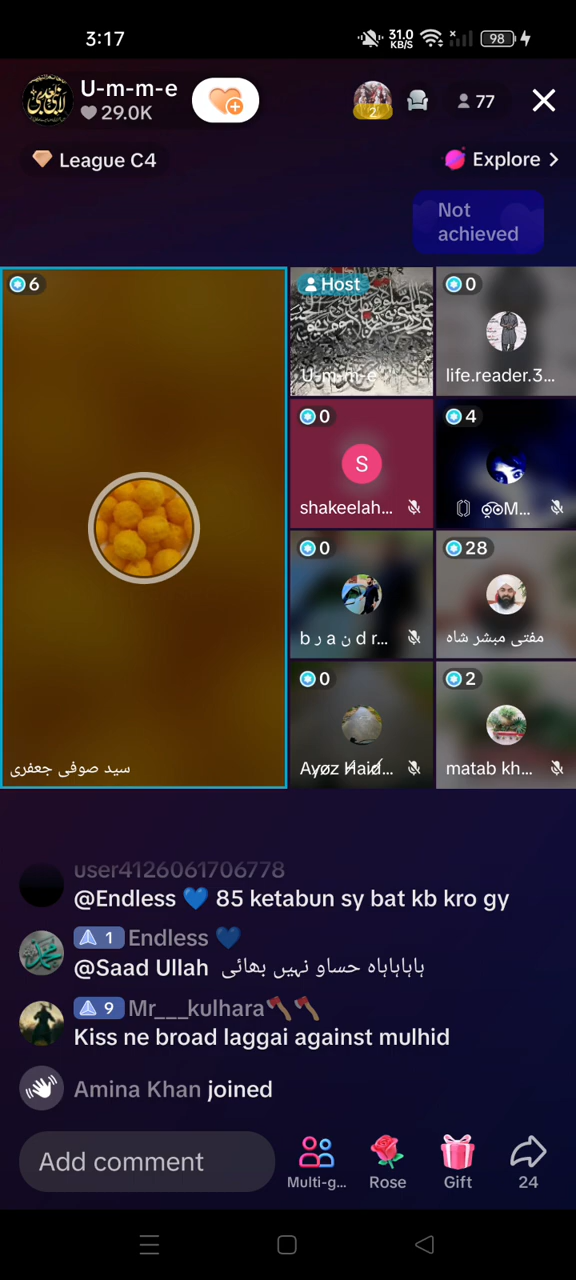 3:17
31.0
KB/S
98
U-m-m-e
29.0K
2
77
League C4
Explore >
Not
achieved
6
سید صوفی جعفری
Host
U-m-m-e
0
life.reader.3...
0
S
shakeelah...
4
M...
0
b ر a ن d r...
28
مفتی مبشر شاہ
0
Ayøz Haid...
2
matab kh...
user4126061706778
@Endless 💙 85 ketabun sy bat kb kro gy
1 Endless 💙
@Saad Ullah ہاہاہاہاہ حساو نہیں بھائی
9 Mr___kulhara🪓🪓
Kiss ne broad laggai against mulhid
Amina Khan joined
Add comment
Multi-g...
Rose
Gift
24